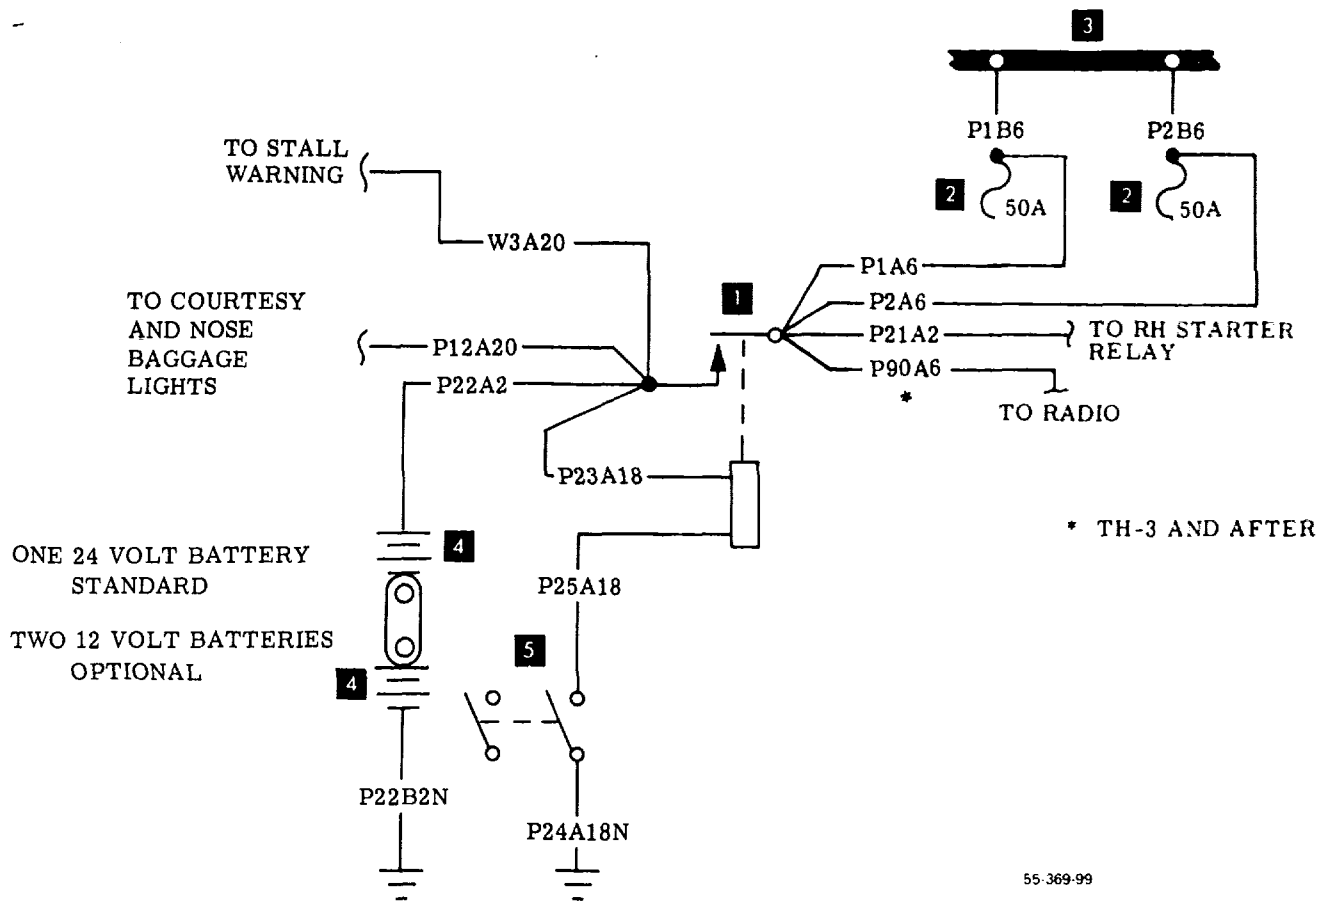 3
P1B6
P2B6
TO STALL
WARNING
2
50A
2
50A
W3A20
P1A6
1
P2A6
TO COURTESY
AND NOSE
BAGGAGE
LIGHTS
P12A20
P21A2
TO RH STARTER
RELAY
P22A2
P90A6
*
TO RADIO
P23A18
* TH-3 AND AFTER
4
ONE 24 VOLT BATTERY
STANDARD
P25A18
TWO 12 VOLT BATTERIES
OPTIONAL
4
5
P22B2N
P24A18N
55-369-99